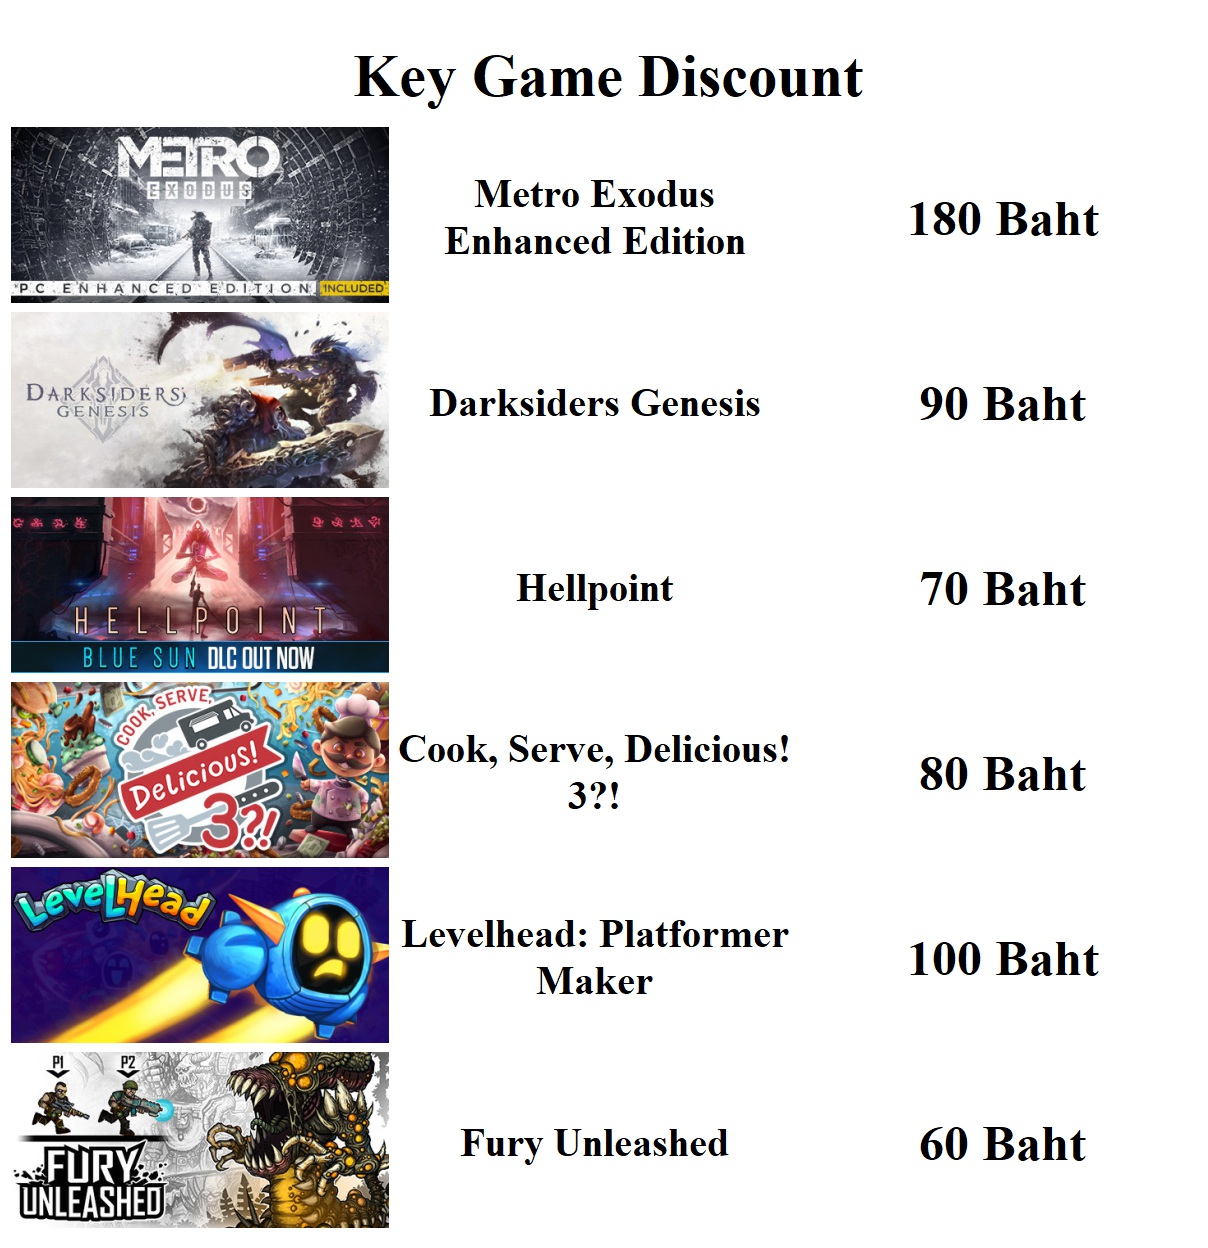 Key Game Discount
METRO
EXODUS
PC ENHANCED EDITION INCLUDED
Metro Exodus
Enhanced Edition
180 Baht
DARKSIDERS
GENESIS
Darksiders Genesis
90 Baht
HELLPOINT
BLUE SUN DLC OUT NOW
Hellpoint
70 Baht
COOK, SERVE,
Delicious!
3?!
Cook, Serve, Delicious!
3?!
80 Baht
LEVELHEAD
Levelhead: Platformer
Maker
100 Baht
P1 P2
FURY
UNLEASHED
Fury Unleashed
60 Baht